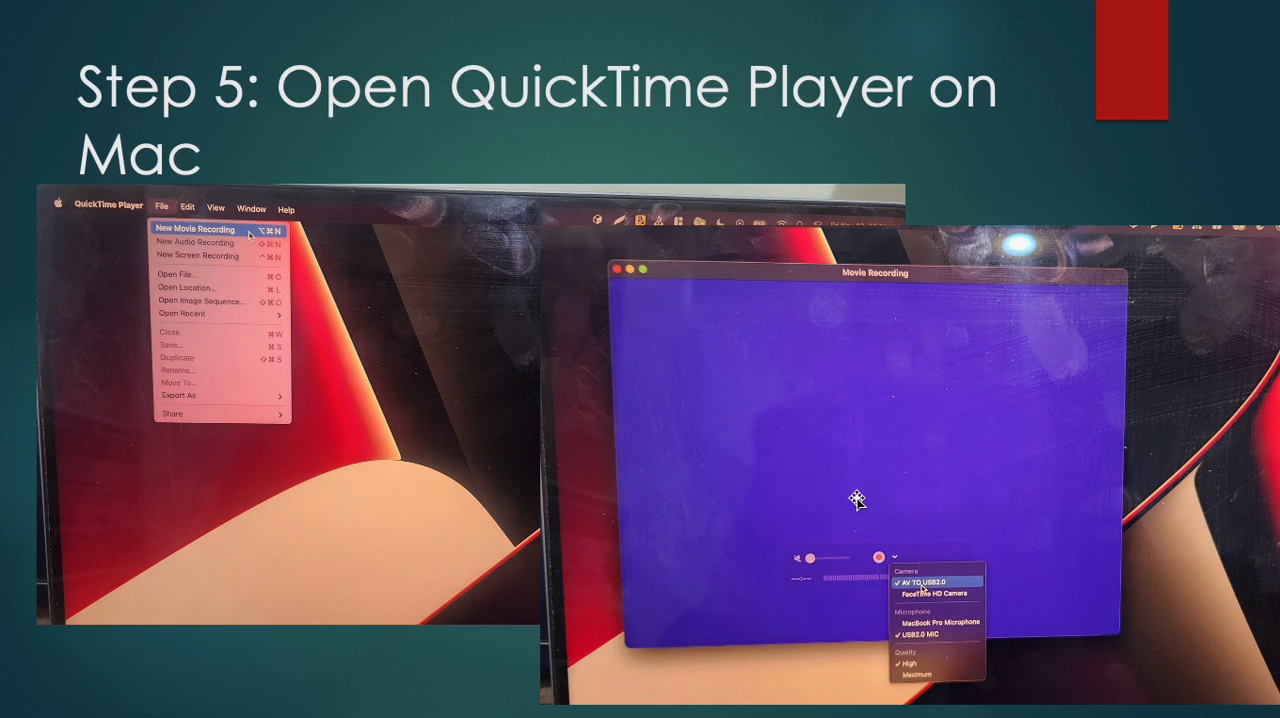 Step 5: Open QuickTime Player on
Mac
QuickTime Player File Edit View Window Help
New Movie Recording ⌥⌘N
New Audio Recording ⇧⌘N
New Screen Recording ^⌘N
Open File... ⌘O
Open Location... ⌘L
Open Image Sequence... ⇧⌘O
Open Recent >
Close ⌘W
Save... ⌘S
Duplicate ⇧⌘S
Rename...
Move To...
Export As >
Share >
Movie Recording
Camera
✓ AV TO USB2.0
FaceTime HD Camera
Microphone
MacBook Pro Microphone
✓ USB2.0 MIC
Quality
✓ High
Maximum